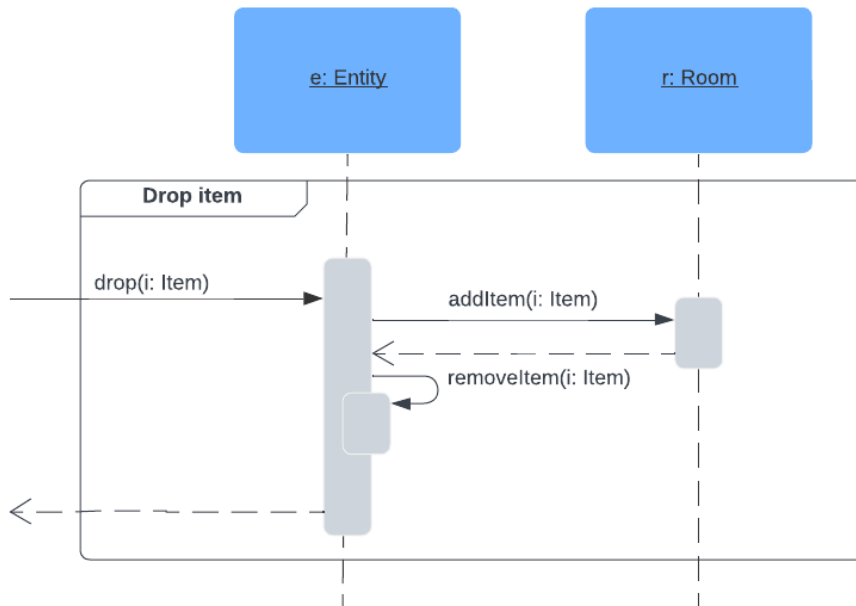 e: Entity
r: Room
Drop item
drop(i: Item)
addItem(i: Item)
removeItem(i: Item)